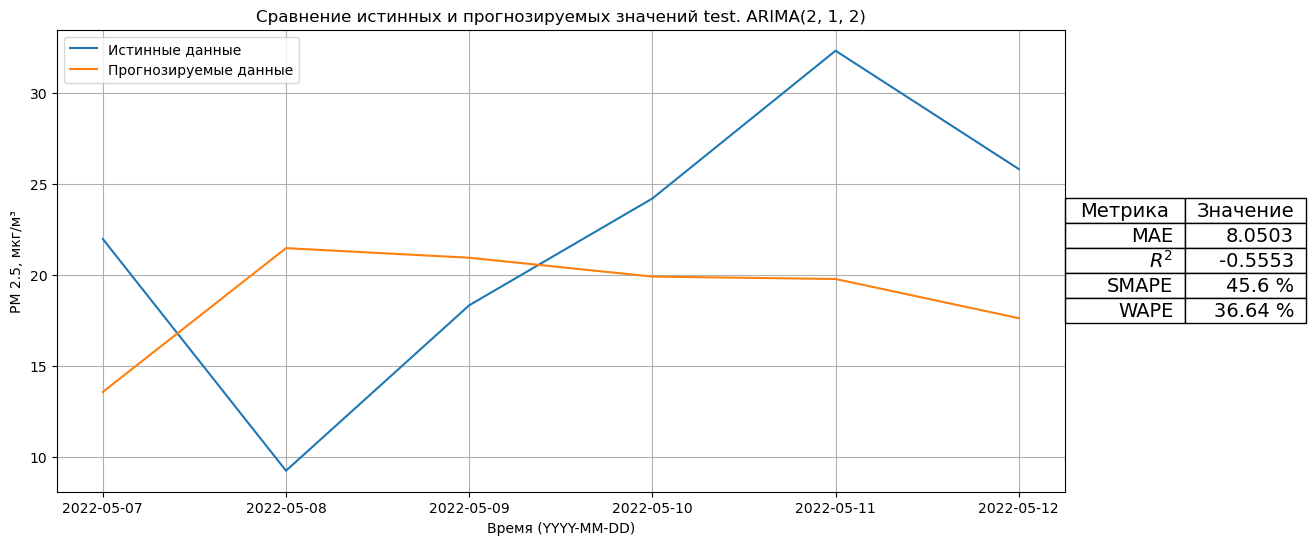 Сравнение истинных и прогнозируемых значений test. ARIMA(2, 1, 2)
Истинные данные
Прогнозируемые данные
30
25
20
15
10
PM 2.5, мкг/м³
2022-05-07 2022-05-08 2022-05-09 2022-05-10 2022-05-11 2022-05-12
Время (YYYY-MM-DD)
Метрика Значение
MAE 8.0503
R² -0.5553
SMAPE 45.6 %
WAPE 36.64 %